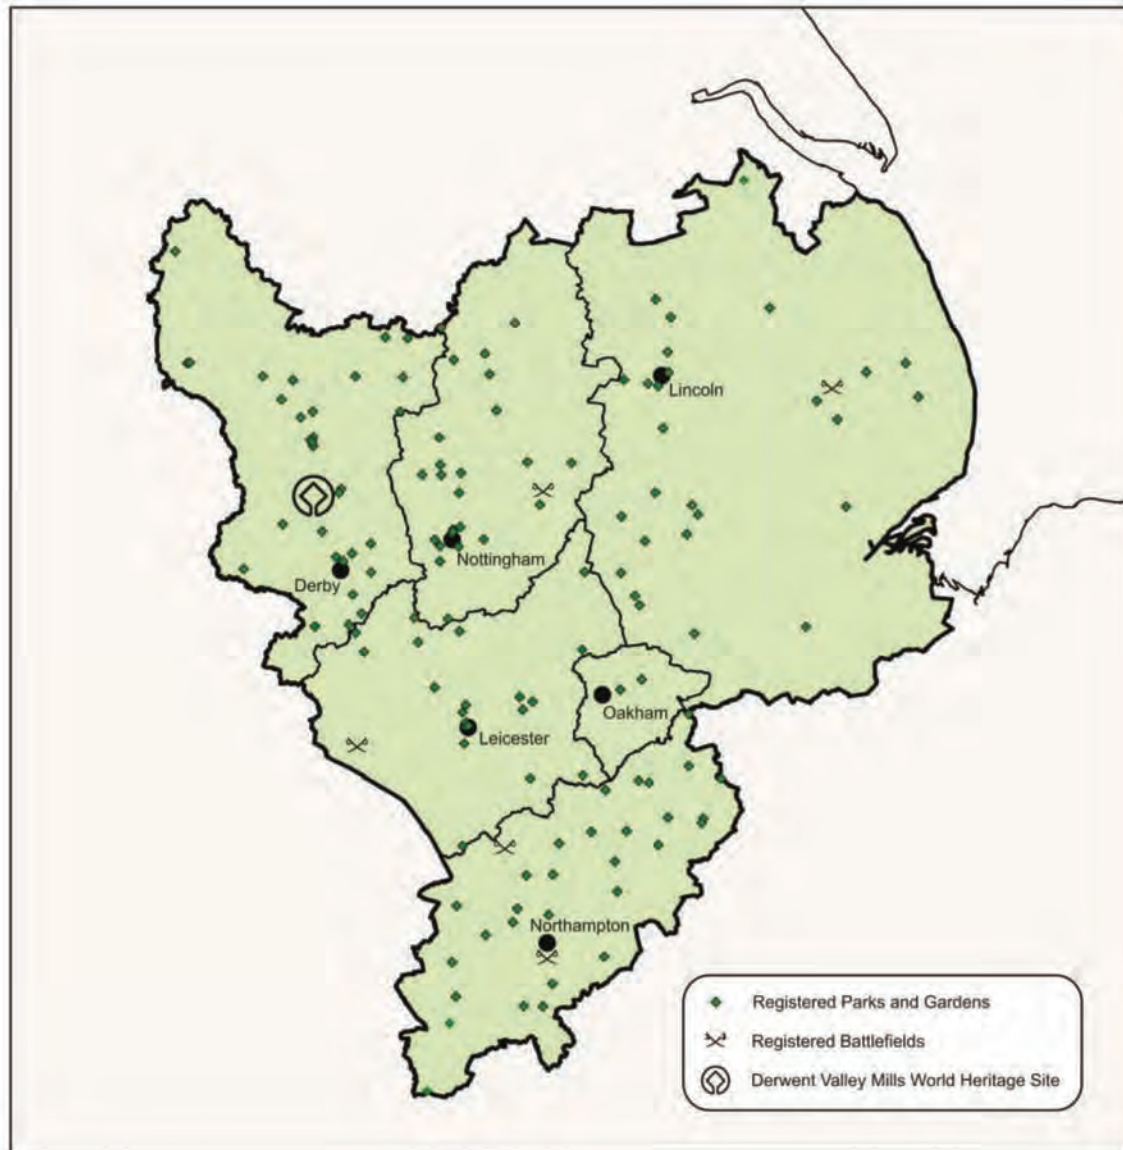 Lincoln
Nottingham
Derby
Oakham
Leicester
Northampton
Registered Parks and Gardens
Registered Battlefields
Derwent Valley Mills World Heritage Site